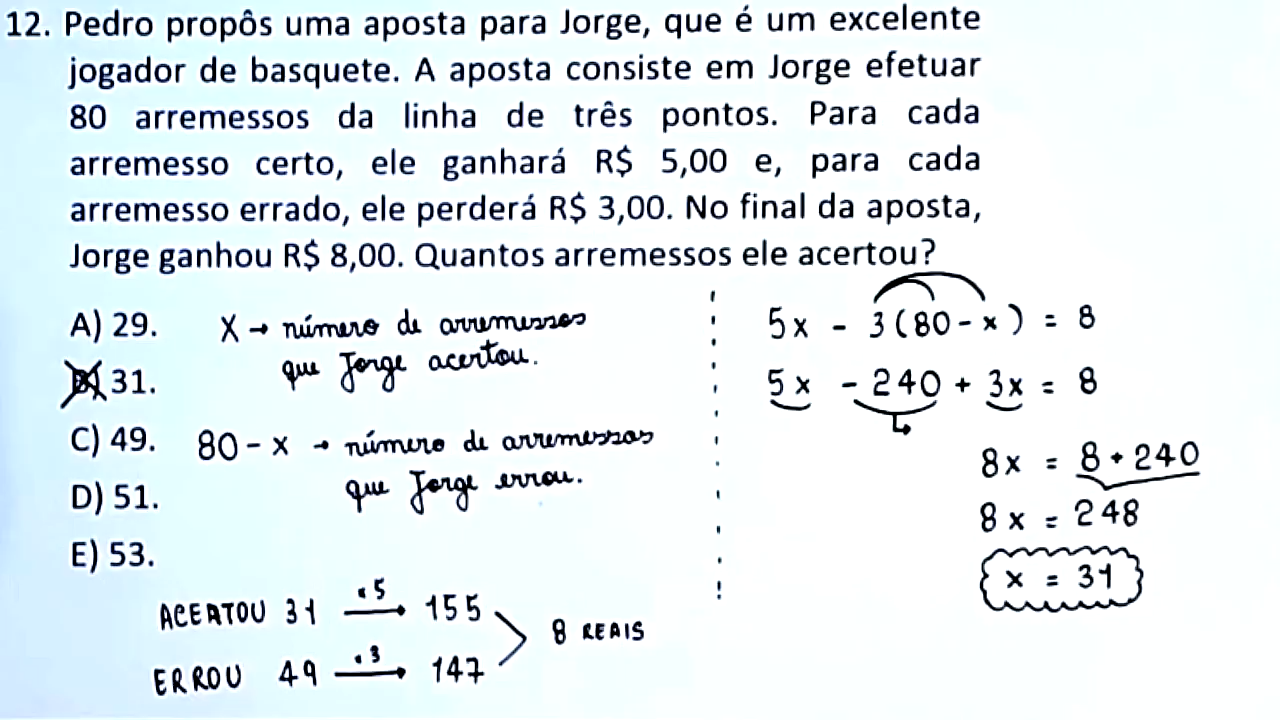 12. Pedro propôs uma aposta para Jorge, que é um excelente
jogador de basquete. A aposta consiste em Jorge efetuar
80 arremessos da linha de três pontos. Para cada
arremesso certo, ele ganhará R$ 5,00 e, para cada
arremesso errado, ele perderá R$ 3,00. No final da aposta,
Jorge ganhou R$ 8,00. Quantos arremessos ele acertou?
A) 29.
B) 31.
C) 49.
D) 51.
E) 53.
X → número de arremessos
que Jorge acertou.
80 - x → número de arremessos
que Jorge errou.
ACERTOU 31 •5→ 155
ERROU 49 •3→ 147
8 REAIS
5x - 3(80 - x) = 8
5x - 240 + 3x = 8
8x = 8 + 240
8x = 248
x = 31